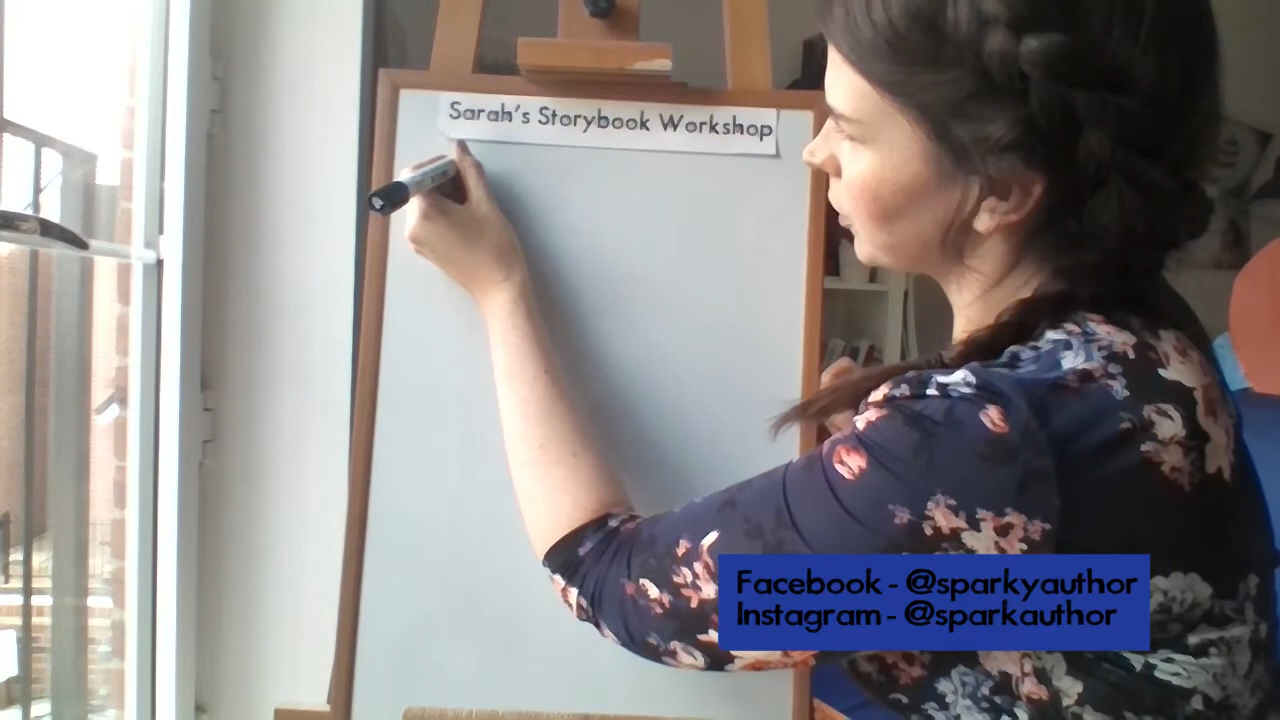 Sarah's Storybook Workshop
Facebook - @sparkyauthor
Instagram - @sparkauthor